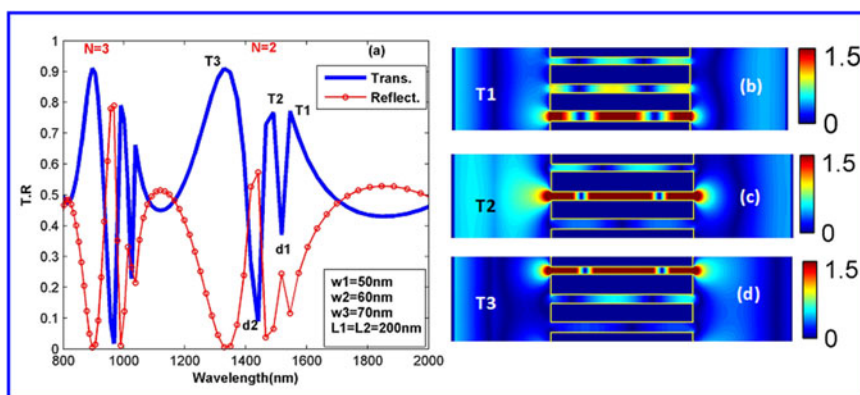 N=3
N=2
(a)
T3
T2
T1
Trans.
Reflect.
d1
d2
w1=50nm
w2=60nm
w3=70nm
L1=L2=200nm
1
0.9
0.8
0.7
0.6
0.5
0.4
0.3
0.2
0.1
0
T.R
800 1000 1200 1400 1600 1800 2000
Wavelength(nm)
T1
(b)
1.5
0
T2
(c)
1.5
0
T3
(d)
1.5
0